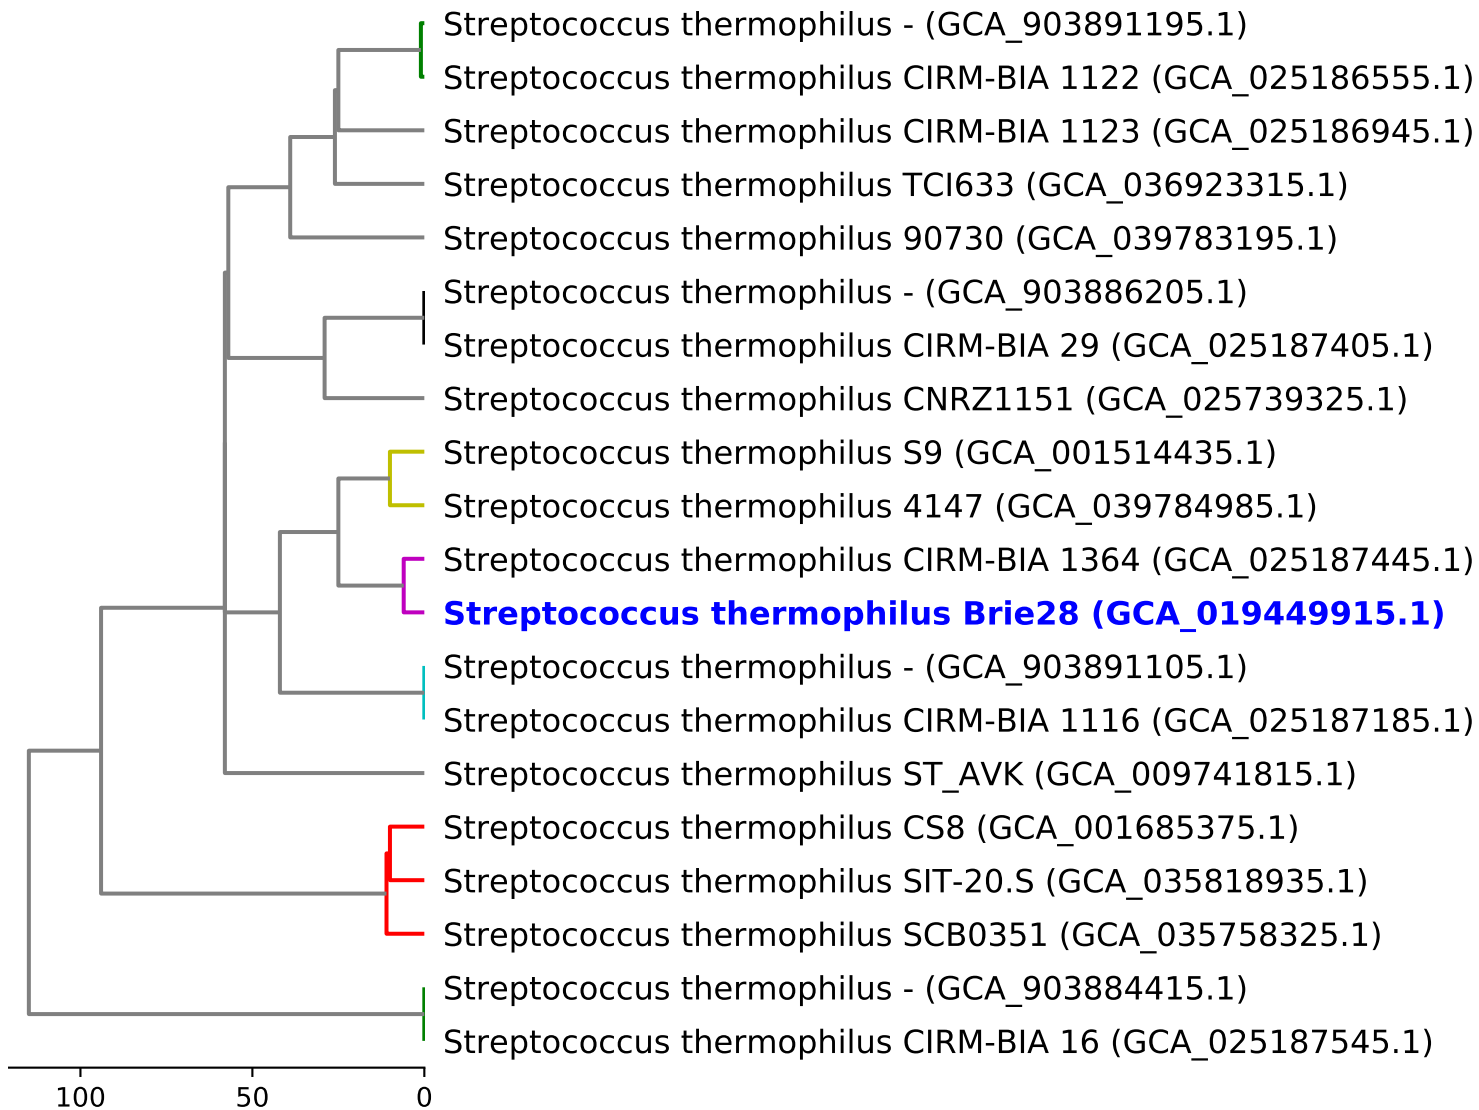 Streptococcus thermophilus - (GCA_903891195.1)
Streptococcus thermophilus CIRM-BIA 1122 (GCA_025186555.1)
Streptococcus thermophilus CIRM-BIA 1123 (GCA_025186945.1)
Streptococcus thermophilus TCI633 (GCA_036923315.1)
Streptococcus thermophilus 90730 (GCA_039783195.1)
Streptococcus thermophilus - (GCA_903886205.1)
Streptococcus thermophilus CIRM-BIA 29 (GCA_025187405.1)
Streptococcus thermophilus CNRZ1151 (GCA_025739325.1)
Streptococcus thermophilus S9 (GCA_001514435.1)
Streptococcus thermophilus 4147 (GCA_039784985.1)
Streptococcus thermophilus CIRM-BIA 1364 (GCA_025187445.1)
Streptococcus thermophilus Brie28 (GCA_019449915.1)
Streptococcus thermophilus - (GCA_903891105.1)
Streptococcus thermophilus CIRM-BIA 1116 (GCA_025187185.1)
Streptococcus thermophilus ST_AVK (GCA_009741815.1)
Streptococcus thermophilus CS8 (GCA_001685375.1)
Streptococcus thermophilus SIT-20.S (GCA_035818935.1)
Streptococcus thermophilus SCB0351 (GCA_035758325.1)
Streptococcus thermophilus - (GCA_903884415.1)
Streptococcus thermophilus CIRM-BIA 16 (GCA_025187545.1)
100 50 0